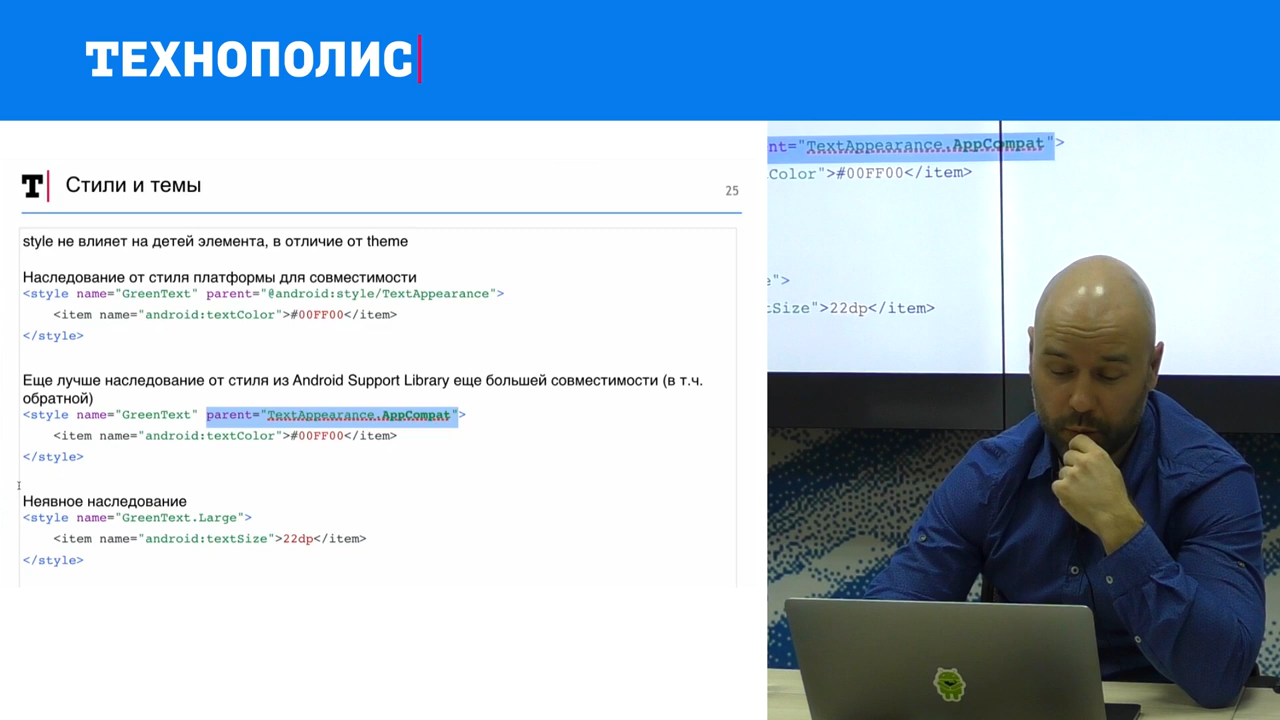 ТЕХНОПОЛИС
Т Стили и темы
25
style не влияет на детей элемента, в отличие от theme
Наследование от стиля платформы для совместимости
<style name="GreenText" parent="@android:style/TextAppearance">
<item name="android:textColor">#00FF00</item>
</style>
Еще лучше наследование от стиля из Android Support Library еще большей совместимости (в т.ч.
обратной)
<style name="GreenText" parent="TextAppearance.AppCompat">
<item name="android:textColor">#00FF00</item>
</style>
Неявное наследование
<style name="GreenText.Large">
<item name="android:textSize">22dp</item>
</style>
nt="TextAppearance.AppCompat">
Color">#00FF00</item>
e">
tSize">22dp</item>